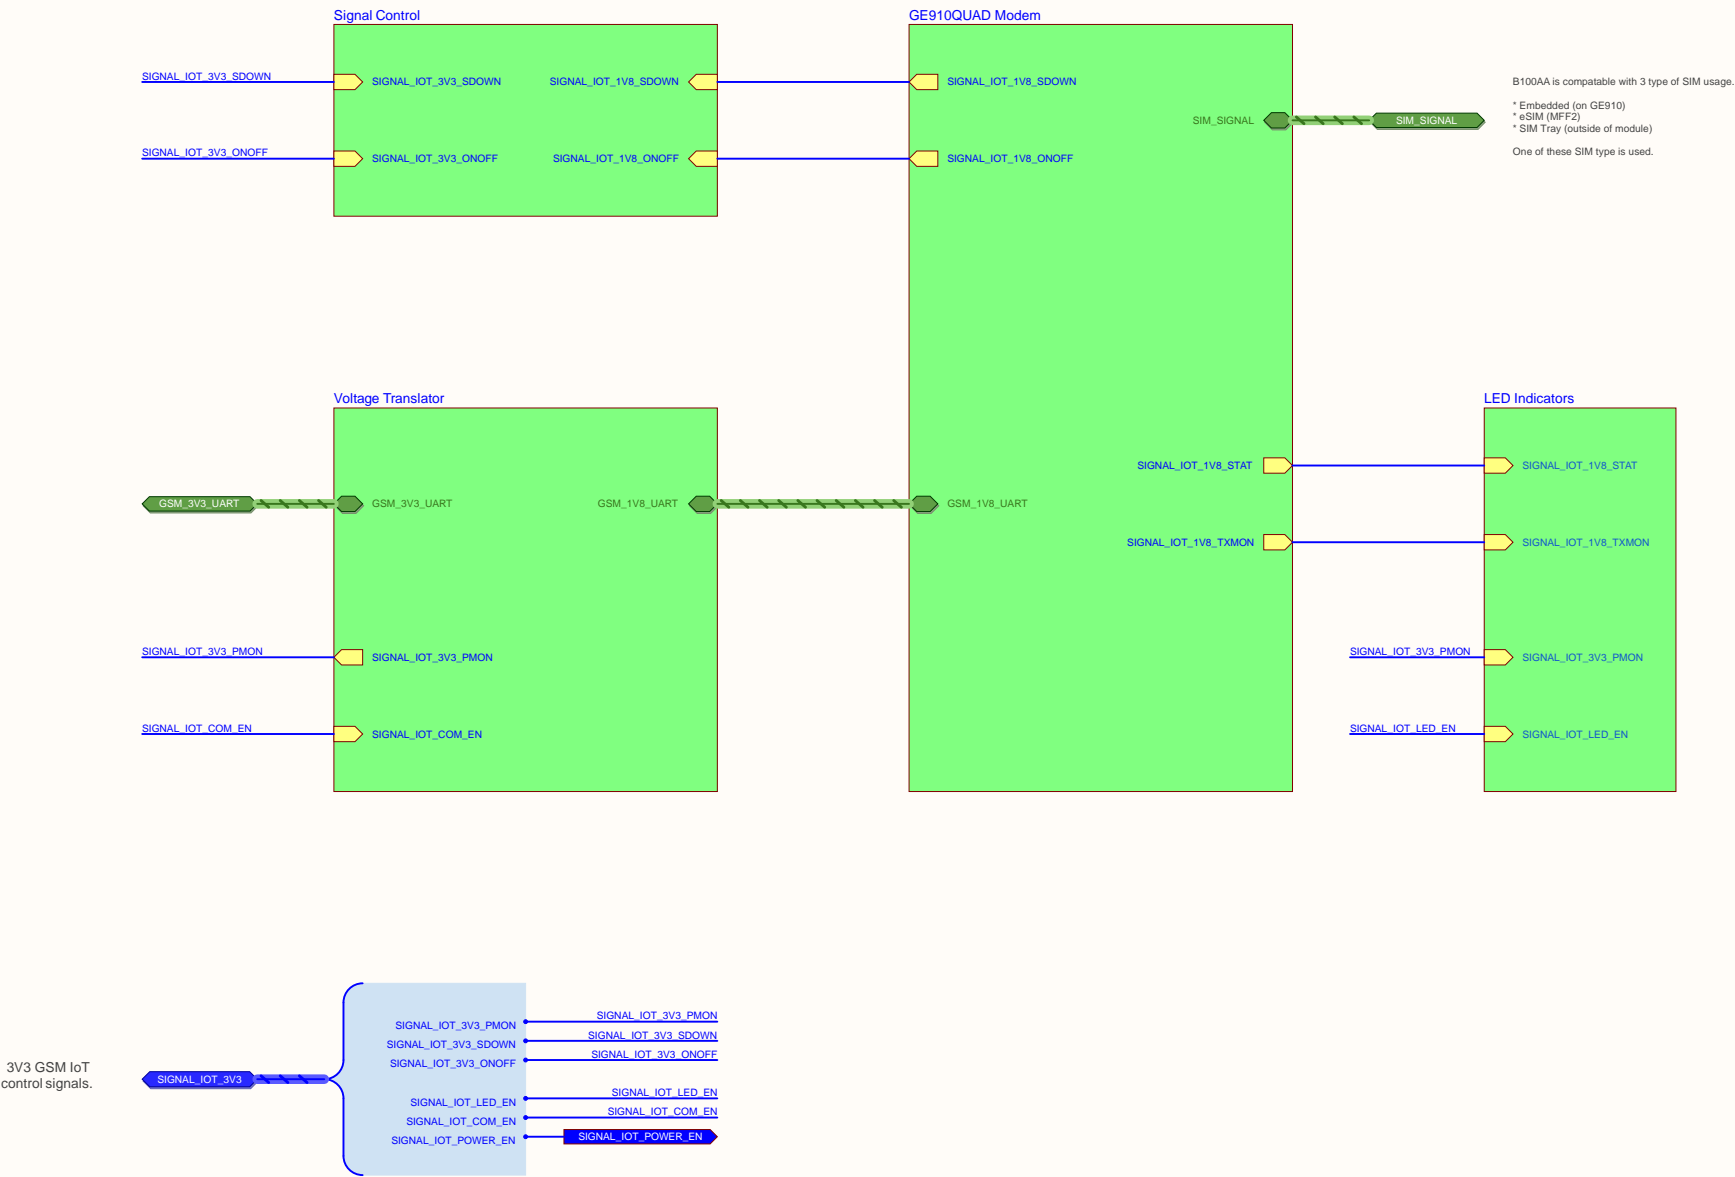 Signal Control
SIGNAL_IOT_3V3_SDOWN
SIGNAL_IOT_3V3_SDOWN
SIGNAL_IOT_1V8_SDOWN
SIGNAL_IOT_3V3_ONOFF
SIGNAL_IOT_3V3_ONOFF
SIGNAL_IOT_1V8_ONOFF
GE910QUAD Modem
SIGNAL_IOT_1V8_SDOWN
SIM_SIGNAL
SIM_SIGNAL
SIGNAL_IOT_1V8_ONOFF
B100AA is compatable with 3 type of SIM usage.
* Embedded (on GE910)
* eSIM (MFF2)
* SIM Tray (outside of module)
One of these SIM type is used.
Voltage Translator
GSM_3V3_UART
GSM_3V3_UART
GSM_1V8_UART
GSM_1V8_UART
SIGNAL_IOT_3V3_PMON
SIGNAL_IOT_3V3_PMON
SIGNAL_IOT_COM_EN
SIGNAL_IOT_COM_EN
SIGNAL_IOT_1V8_STAT
SIGNAL_IOT_1V8_TXMON
LED Indicators
SIGNAL_IOT_1V8_STAT
SIGNAL_IOT_1V8_TXMON
SIGNAL_IOT_3V3_PMON
SIGNAL_IOT_3V3_PMON
SIGNAL_IOT_LED_EN
SIGNAL_IOT_LED_EN
3V3 GSM IoT
control signals.
SIGNAL_IOT_3V3
SIGNAL_IOT_3V3_PMON
SIGNAL_IOT_3V3_PMON
SIGNAL_IOT_3V3_SDOWN
SIGNAL_IOT_3V3_SDOWN
SIGNAL_IOT_3V3_ONOFF
SIGNAL_IOT_3V3_ONOFF
SIGNAL_IOT_LED_EN
SIGNAL_IOT_LED_EN
SIGNAL_IOT_COM_EN
SIGNAL_IOT_COM_EN
SIGNAL_IOT_POWER_EN
SIGNAL_IOT_POWER_EN